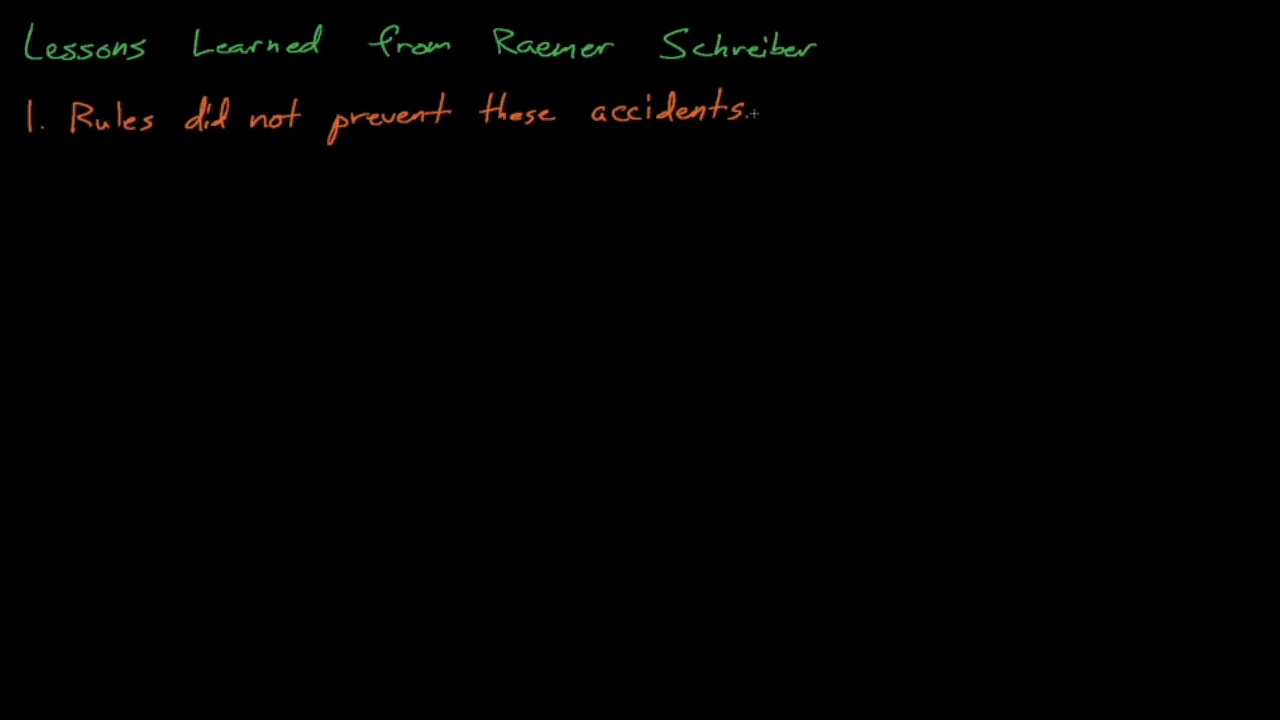 Lessons Learned from Raemer Schreiber
1. Rules did not prevent these accidents.